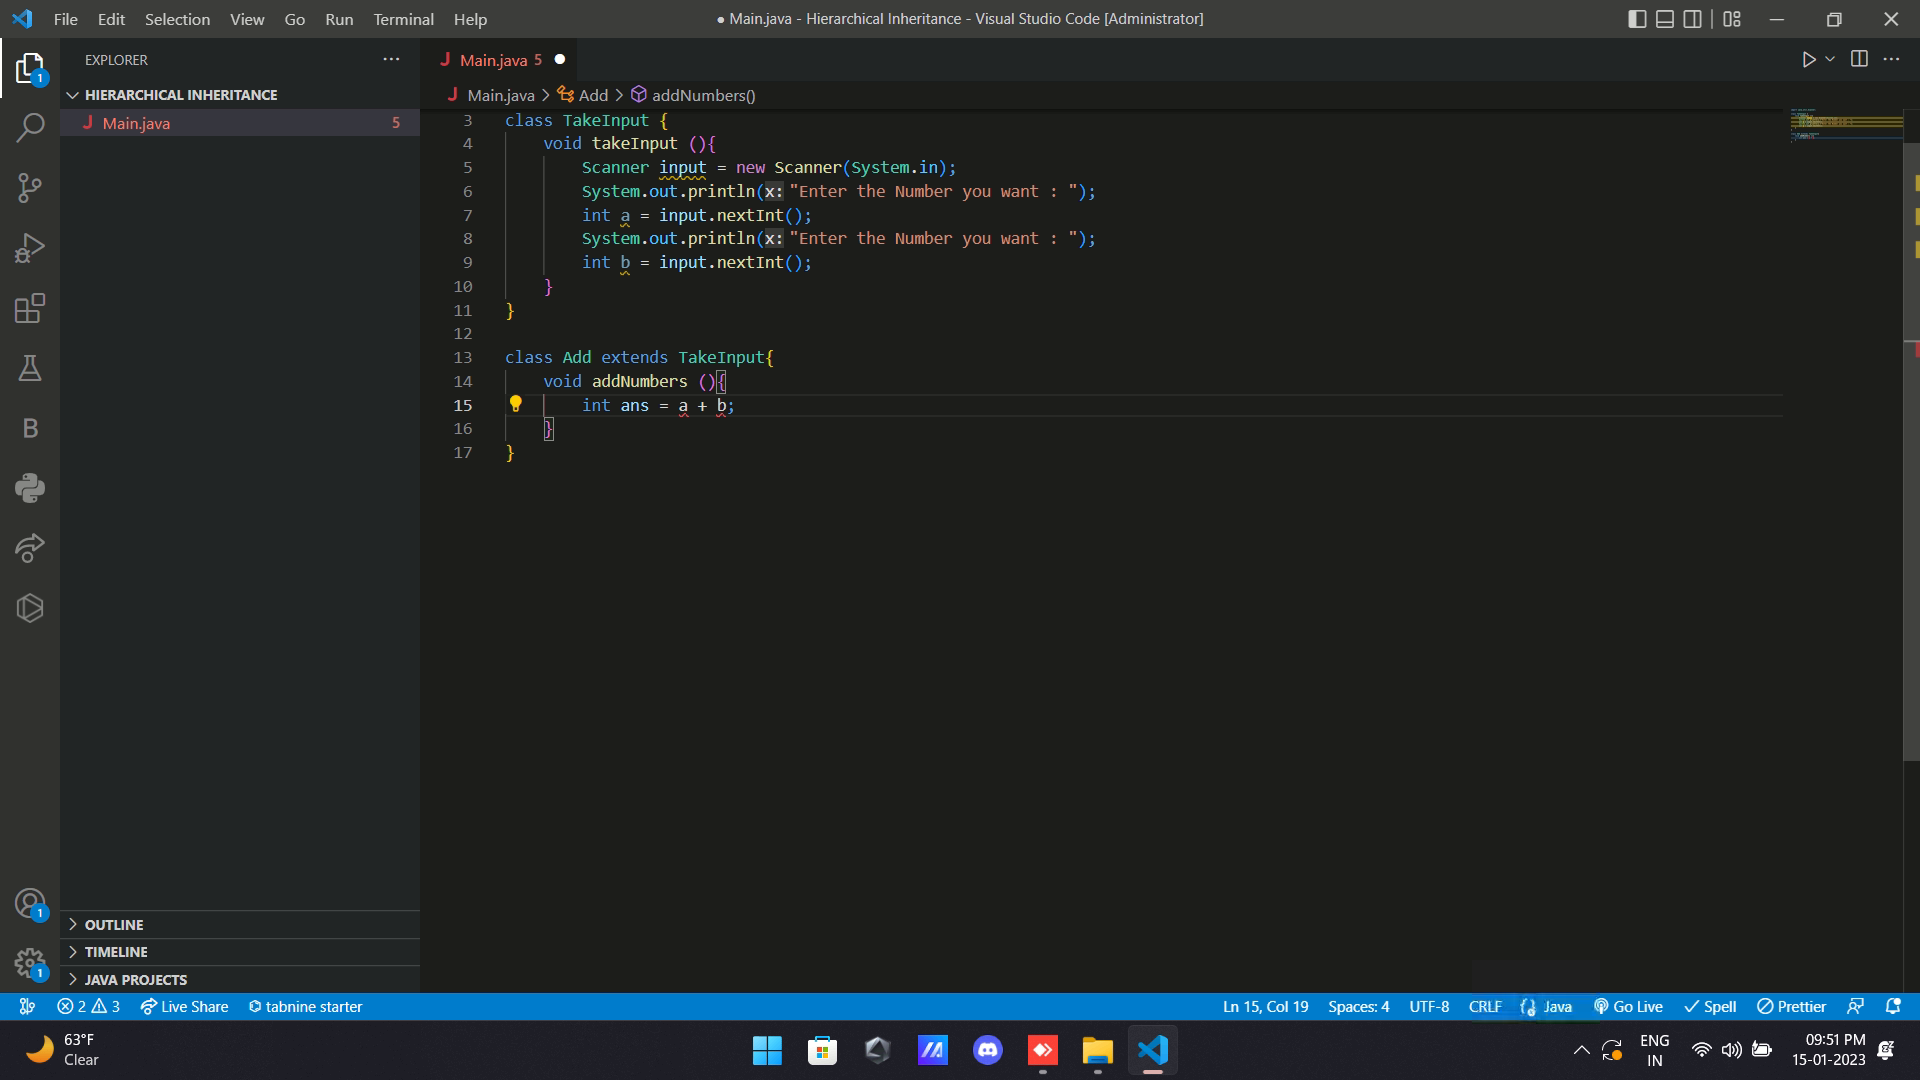 File Edit Selection View Go Run Terminal Help
● Main.java - Hierarchical Inheritance - Visual Studio Code [Administrator]
EXPLORER
Main.java 5
1
HIERARCHICAL INHERITANCE
Main.java > Add > addNumbers()
Main.java 5
3 class TakeInput {
4 void takeInput (){
5 Scanner input = new Scanner(System.in);
6 System.out.println(x: "Enter the Number you want : ");
7 int a = input.nextInt();
8 System.out.println(x: "Enter the Number you want : ");
9 int b = input.nextInt();
10 }
11 }
12
13 class Add extends TakeInput{
14 void addNumbers (){
15 int ans = a + b;
16 }
17 }
B
1
OUTLINE
TIMELINE
1
JAVA PROJECTS
2 3 Live Share tabnine starter
Ln 15, Col 19 Spaces: 4 UTF-8 CRLF Java Go Live Spell Prettier
63°F
Clear
ENG
IN
09:51 PM
15-01-2023